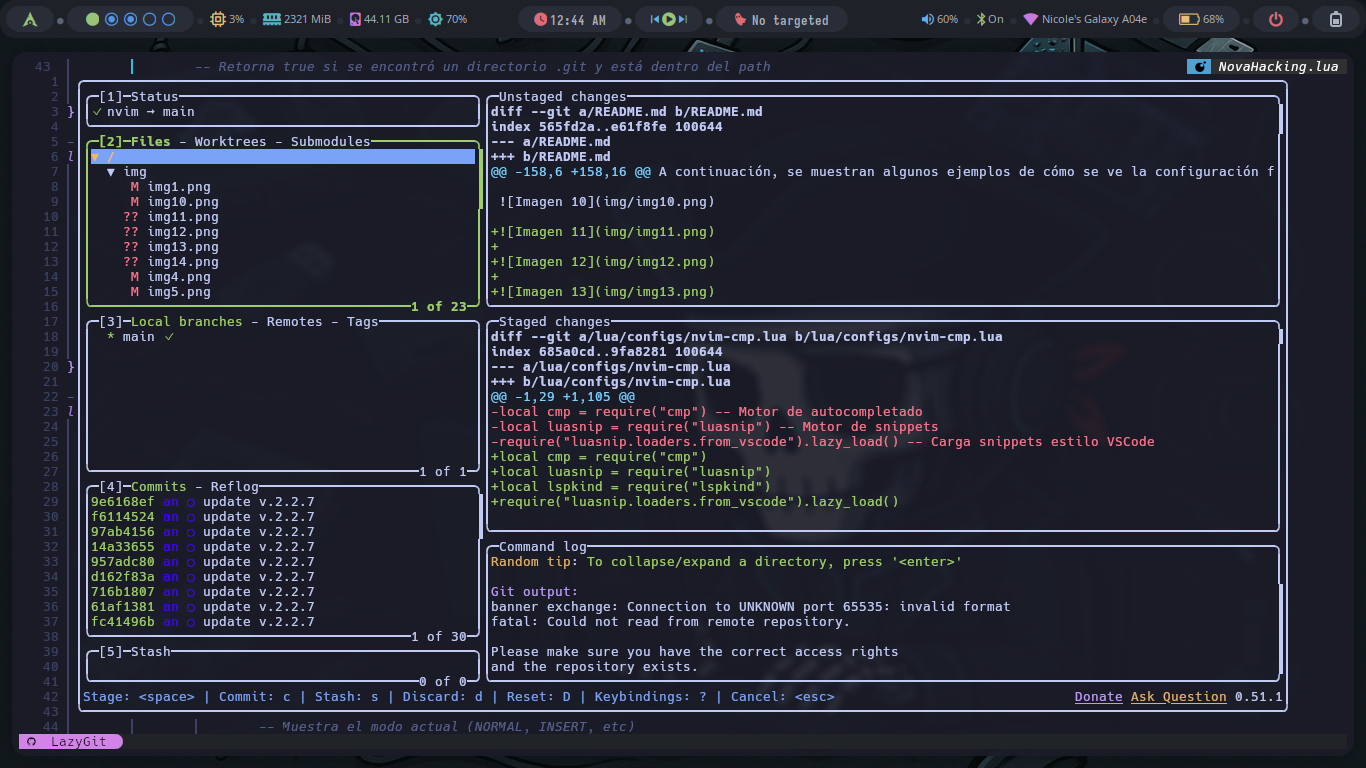 3% 2321 MiB 44.11 GB 70% 12:44 AM No targeted 60% On Nicole's Galaxy A04e 68%
43 -- Retorna true si se encontró un directorio .git y está dentro del path NovaHacking.lua
1
2 [1]─Status
3 } ✓ nvim → main
4
5 - [2]─Files - Worktrees - Submodules
6 l ▼ /
7 ▼ img
8 M img1.png
9 M img10.png
10 ?? img11.png
11 ?? img12.png
12 ?? img13.png
13 ?? img14.png
14 M img4.png
15 M img5.png
16 1 of 23
Unstaged changes
diff --git a/README.md b/README.md
index 565fd2a..e61f8fe 100644
--- a/README.md
+++ b/README.md
@@ -158,6 +158,16 @@ A continuación, se muestran algunos ejemplos de cómo se ve la configuración f
![Imagen 10](img/img10.png)
+![Imagen 11](img/img11.png)
+
+![Imagen 12](img/img12.png)
+
+![Imagen 13](img/img13.png)
17 [3]─Local branches - Remotes - Tags
18 * main ✓
19
20 }
21
22 -
23 l
24
25
26
27 1 of 1
Staged changes
diff --git a/lua/configs/nvim-cmp.lua b/lua/configs/nvim-cmp.lua
index 685a0cd..9fa8281 100644
--- a/lua/configs/nvim-cmp.lua
+++ b/lua/configs/nvim-cmp.lua
@@ -1,29 +1,105 @@
-local cmp = require("cmp") -- Motor de autocompletado
-local luasnip = require("luasnip") -- Motor de snippets
-require("luasnip.loaders.from_vscode").lazy_load() -- Carga snippets estilo VSCode
+local cmp = require("cmp")
+local luasnip = require("luasnip")
+local lspkind = require("lspkind")
+require("luasnip.loaders.from_vscode").lazy_load()
28 [4]─Commits - Reflog
29 9e6168ef an ○ update v.2.2.7
30 f6114524 an ○ update v.2.2.7
31 97ab4156 an ○ update v.2.2.7
32 14a33655 an ○ update v.2.2.7
33 957adc80 an ○ update v.2.2.7
34 d162f83a an ○ update v.2.2.7
35 716b1807 an ○ update v.2.2.7
36 61af1381 an ○ update v.2.2.7
37 fc41496b an ○ update v.2.2.7
38 1 of 30
39 [5]─Stash
40
41 0 of 0
Command log
Random tip: To collapse/expand a directory, press '<enter>'
Git output:
banner exchange: Connection to UNKNOWN port 65535: invalid format
fatal: Could not read from remote repository.
Please make sure you have the correct access rights
and the repository exists.
42 Stage: <space> | Commit: c | Stash: s | Discard: d | Reset: D | Keybindings: ? | Cancel: <esc> Donate Ask Question 0.51.1
43
44 -- Muestra el modo actual (NORMAL, INSERT, etc)
LazyGit